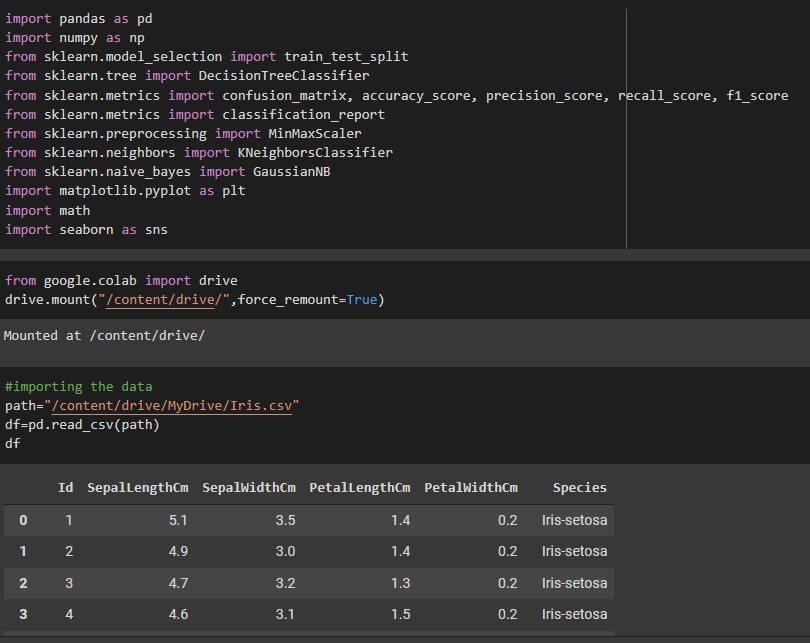 import pandas as pd
import numpy as np
from sklearn.model_selection import train_test_split
from sklearn.tree import DecisionTreeClassifier
from sklearn.metrics import confusion_matrix, accuracy_score, precision_score, recall_score, f1_score
from sklearn.metrics import classification_report
from sklearn.preprocessing import MinMaxScaler
from sklearn.neighbors import KNeighborsClassifier
from sklearn.naive_bayes import GaussianNB
import matplotlib.pyplot as plt
import math
import seaborn as sns
from google.colab import drive
drive.mount("/content/drive/",force_remount=True)
Mounted at /content/drive/
#importing the data
path="/content/drive/MyDrive/Iris.csv"
df=pd.read_csv(path)
df
Id SepalLengthCm SepalWidthCm PetalLengthCm PetalWidthCm Species
0 1 5.1 3.5 1.4 0.2 Iris-setosa
1 2 4.9 3.0 1.4 0.2 Iris-setosa
2 3 4.7 3.2 1.3 0.2 Iris-setosa
3 4 4.6 3.1 1.5 0.2 Iris-setosa